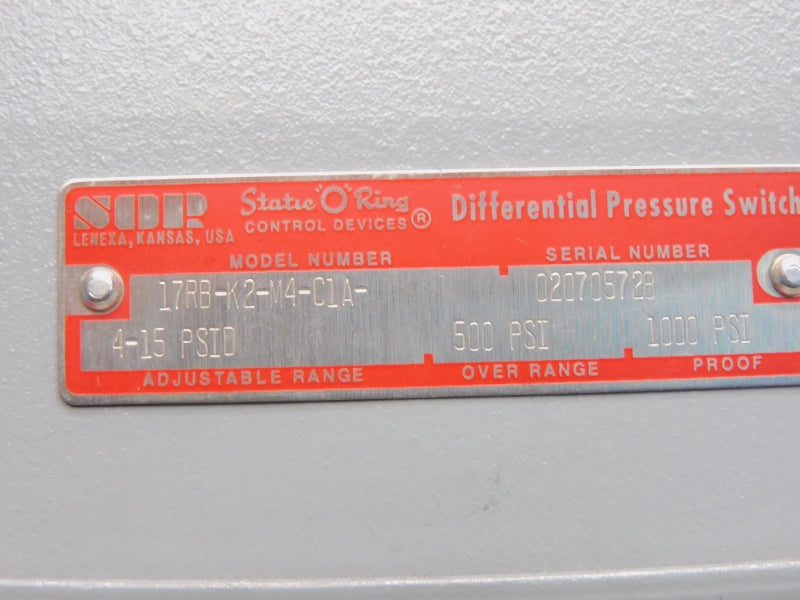 SOR Static "O" Ring Differential Pressure Switch
LENEXA, KANSAS, USA CONTROL DEVICES ®
MODEL NUMBER SERIAL NUMBER
17RB-K2-M4-C1A- 020705728
4-15 PSID 500 PSI 1000 PSI
ADJUSTABLE RANGE OVER RANGE PROOF